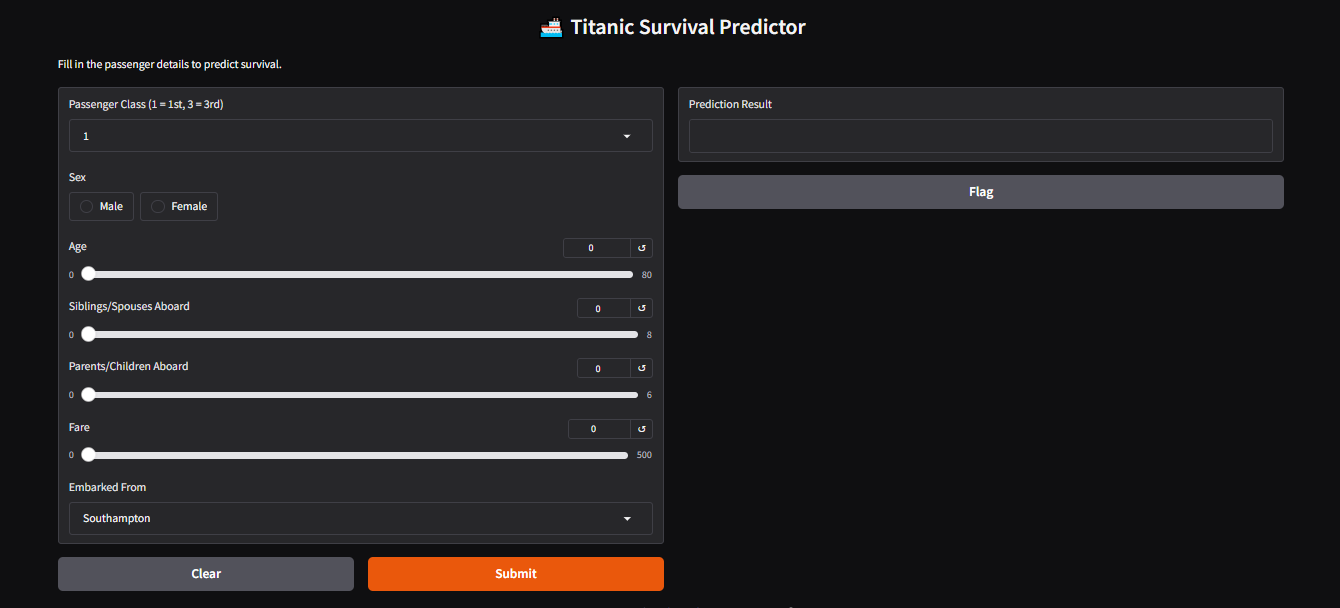 Titanic Survival Predictor
Fill in the passenger details to predict survival.
Passenger Class (1 = 1st, 3 = 3rd)
1
Sex
Male Female
Age 0 ↺
0 80
Siblings/Spouses Aboard 0 ↺
0 8
Parents/Children Aboard 0 ↺
0 6
Fare 0 ↺
0 500
Embarked From
Southampton
Clear Submit
Prediction Result
Flag